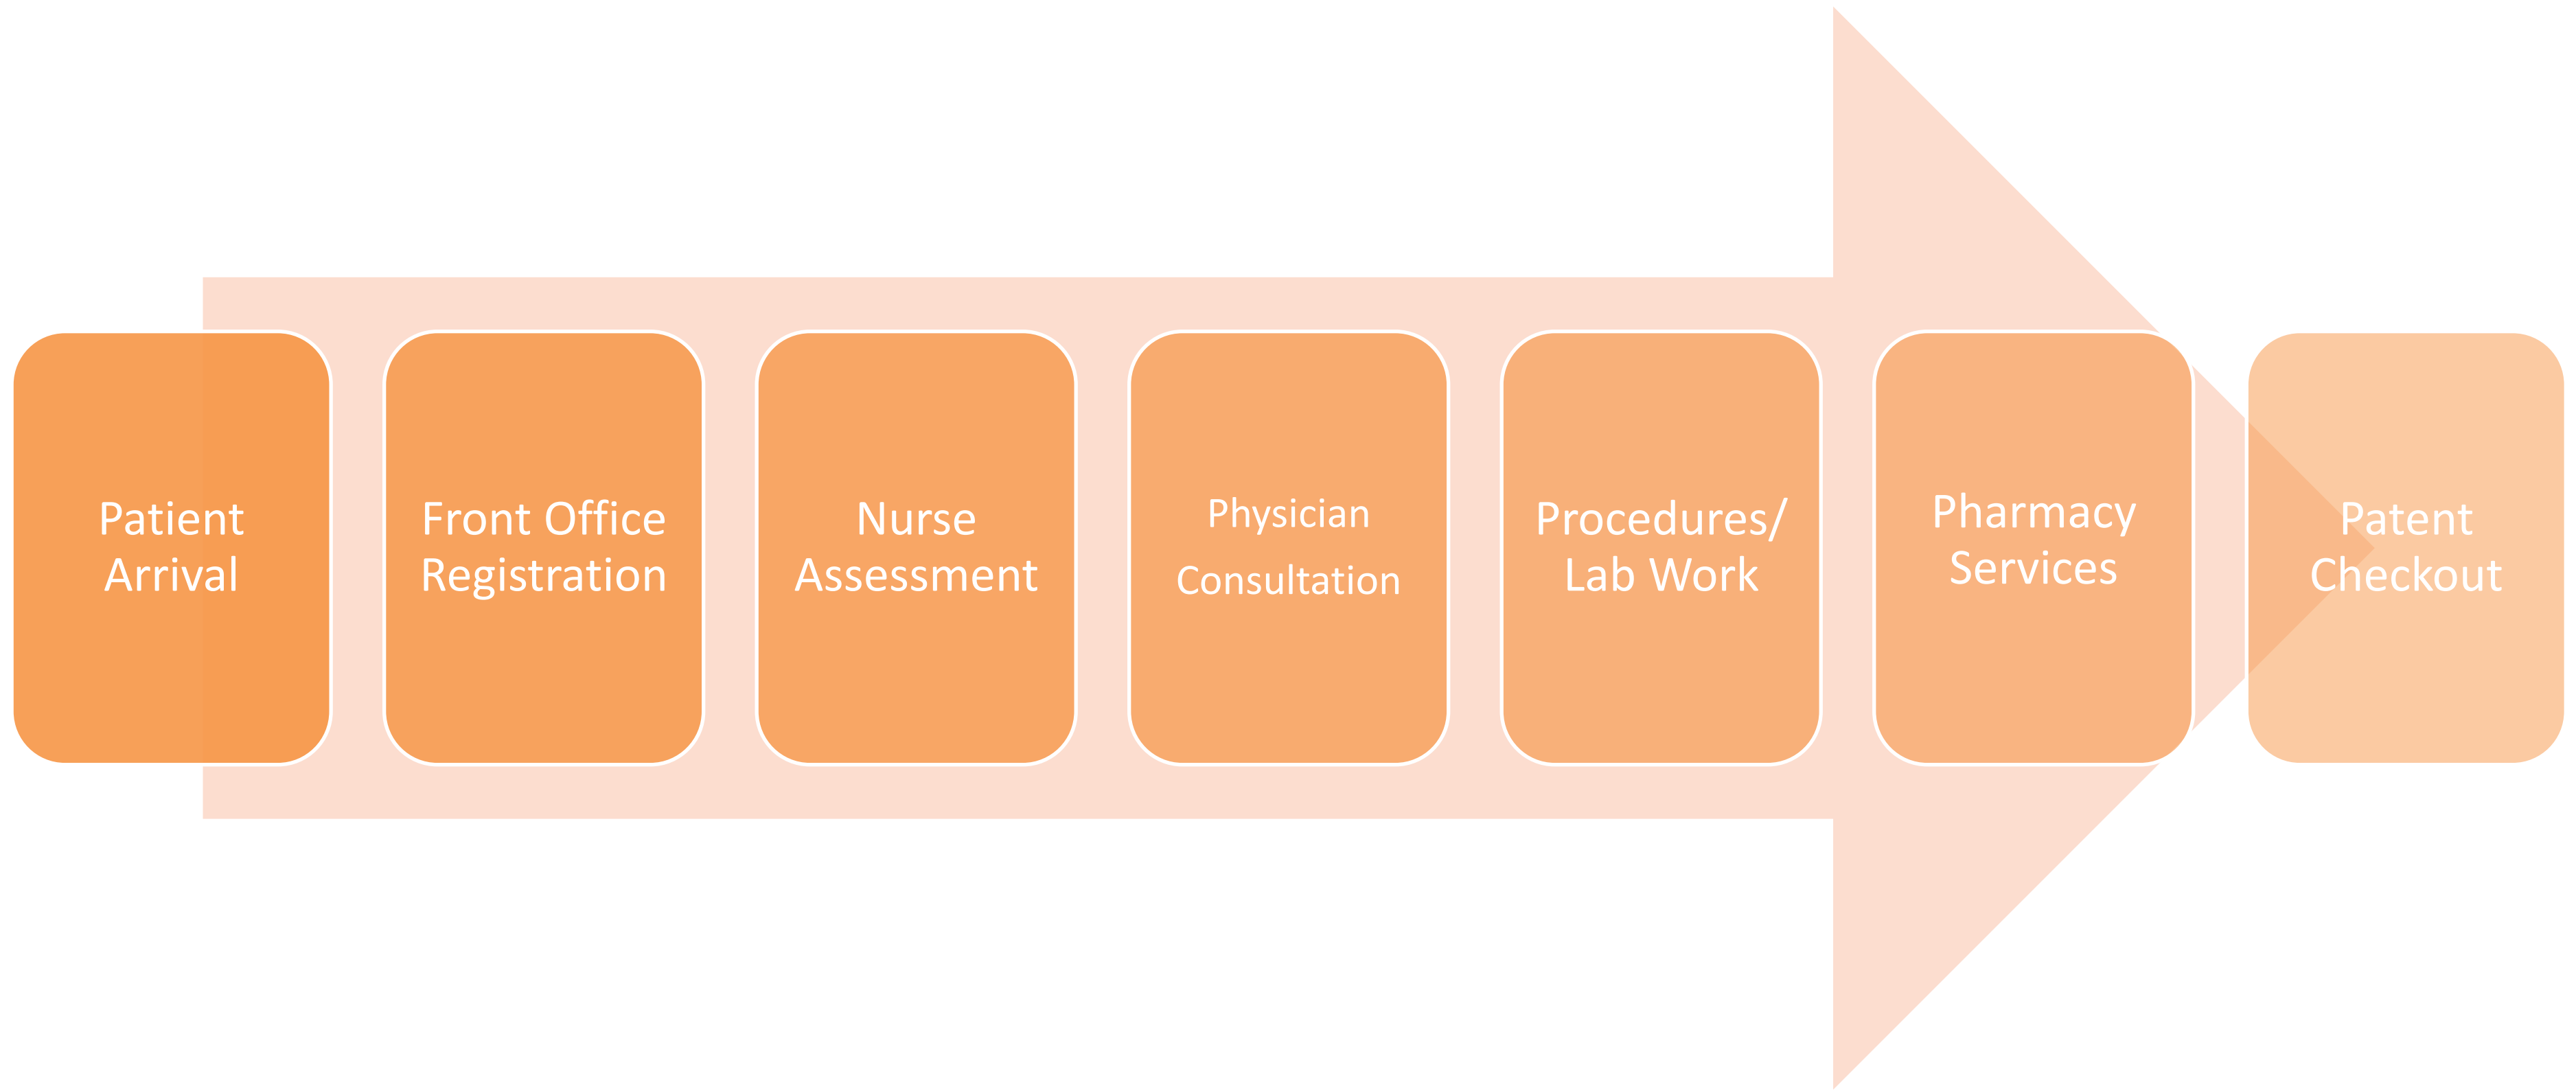 Patient
Arrival
Front Office
Registration
Nurse
Assessment
Physician
Consultation
Procedures/
Lab Work
Pharmacy
Services
Patent
Checkout